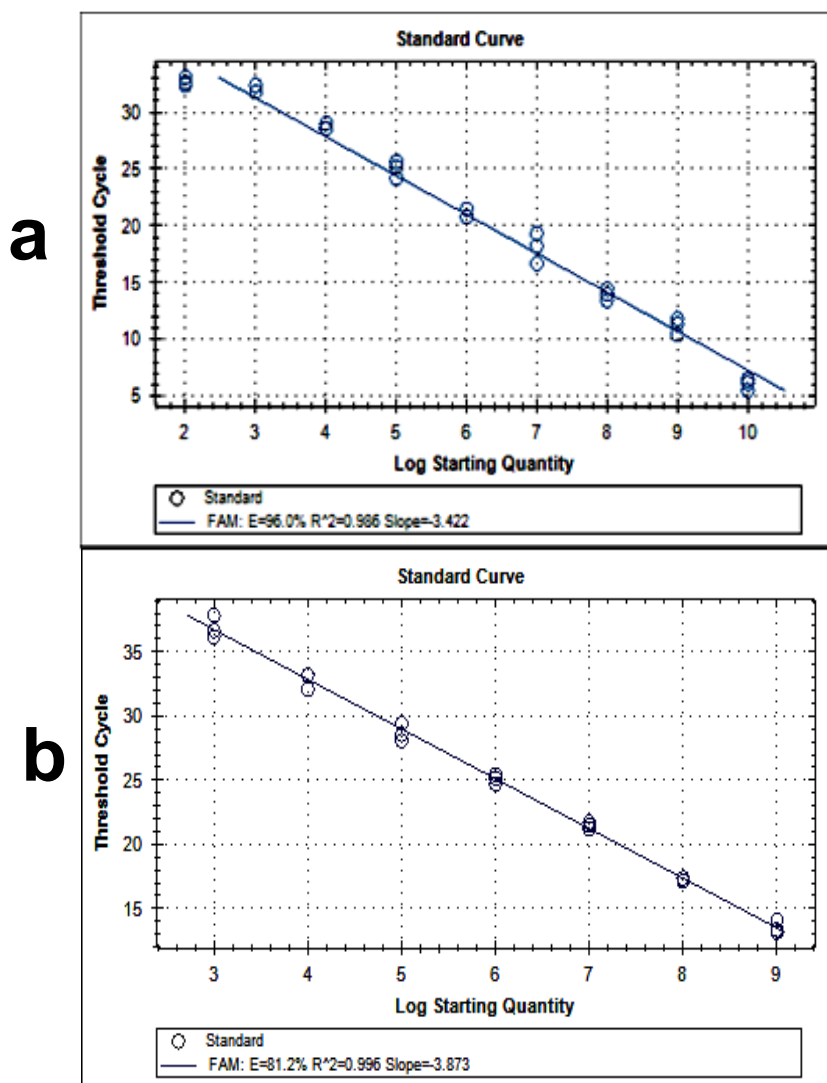 a
Standard Curve
Threshold Cycle
30
25
20
15
10
5
2 3 4 5 6 7 8 9 10
Log Starting Quantity
Standard
FAM: E=96.0% R^2=0.986 Slope=-3.422
b
Standard Curve
Threshold Cycle
35
30
25
20
15
3 4 5 6 7 8 9
Log Starting Quantity
Standard
FAM: E=81.2% R^2=0.996 Slope=-3.873